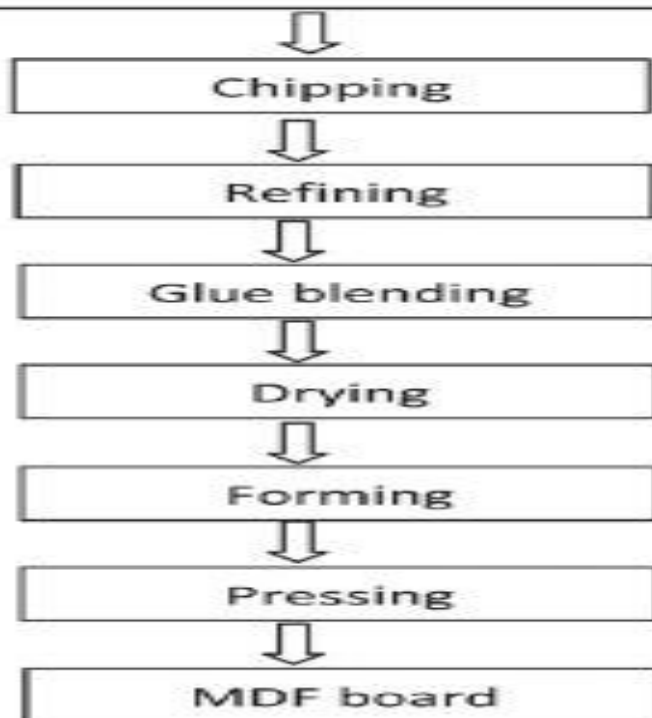 Chipping
Refining
Glue blending
Drying
Forming
Pressing
MDF board